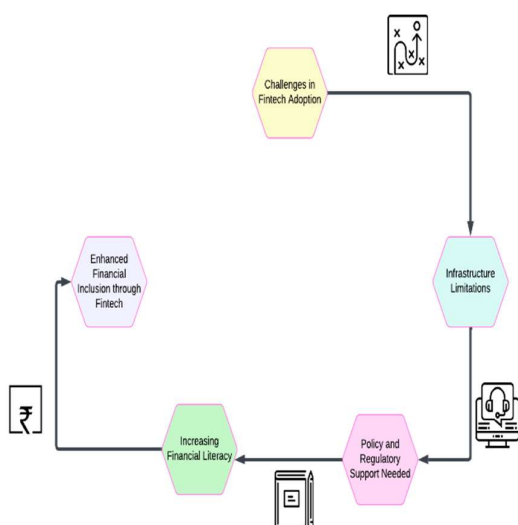 Challenges in
Fintech Adoption
Infrastructure
Limitations
Policy and
Regulatory
Support Needed
Increasing
Financial Literacy
Enhanced
Financial
Inclusion through
Fintech
₹